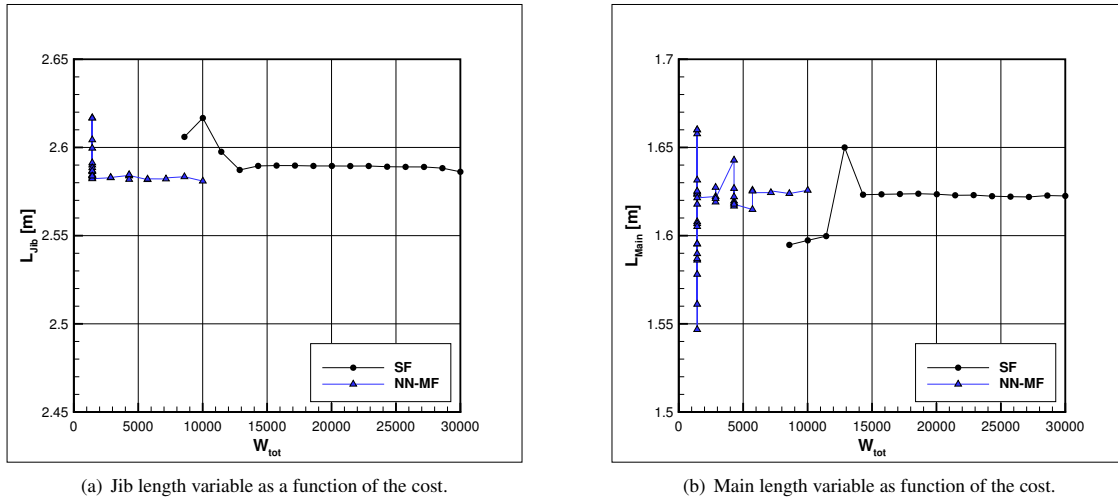 2.65
2.6
2.55
2.5
2.45
L_Jib [m]
0 5000 10000 15000 20000 25000 30000
W_tot
SF
NN-MF
(a) Jib length variable as a function of the cost.
1.7
1.65
1.6
1.55
1.5
L_Main [m]
0 5000 10000 15000 20000 25000 30000
W_tot
SF
NN-MF
(b) Main length variable as function of the cost.